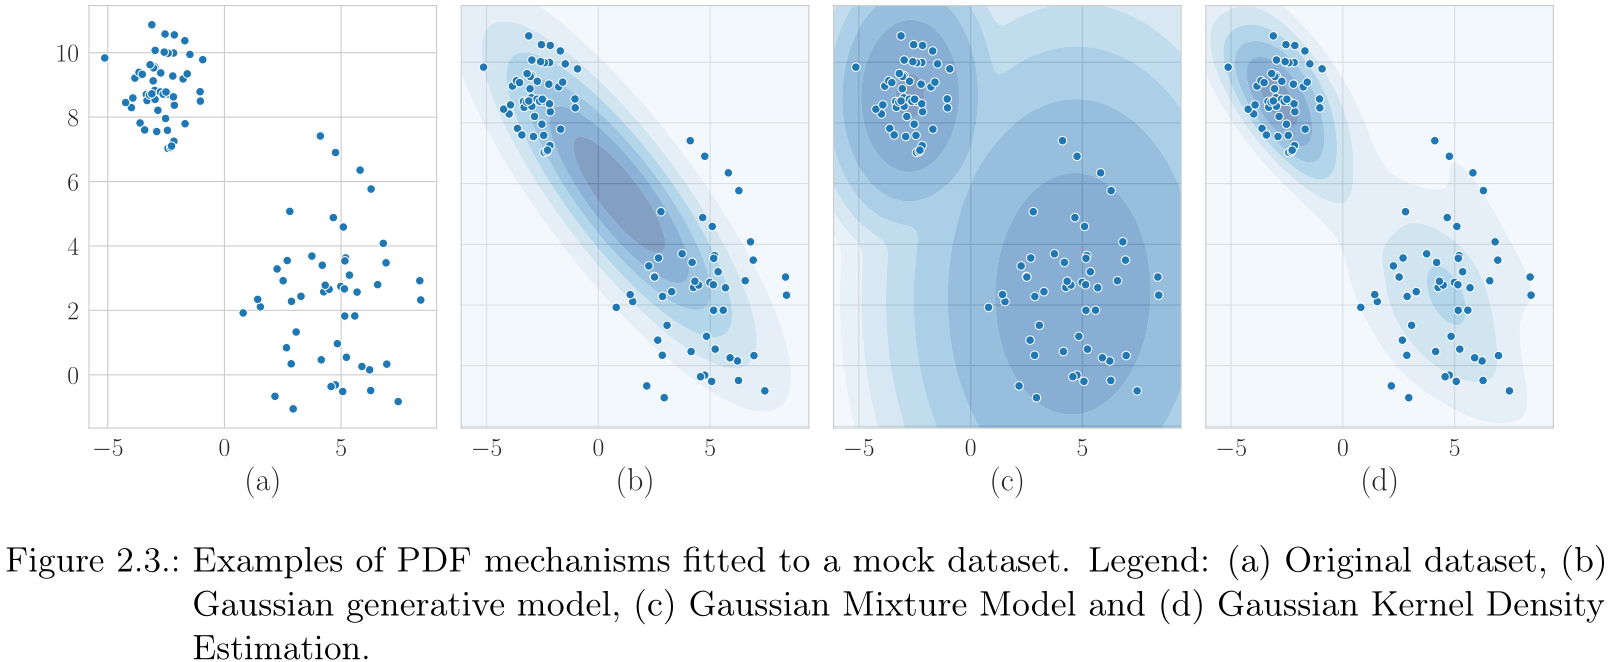 10
8
6
4
2
0
−5 0 5
(a)
−5 0 5
(b)
−5 0 5
(c)
−5 0 5
(d)
Figure 2.3.: Examples of PDF mechanisms fitted to a mock dataset. Legend: (a) Original dataset, (b)
Gaussian generative model, (c) Gaussian Mixture Model and (d) Gaussian Kernel Density
Estimation.